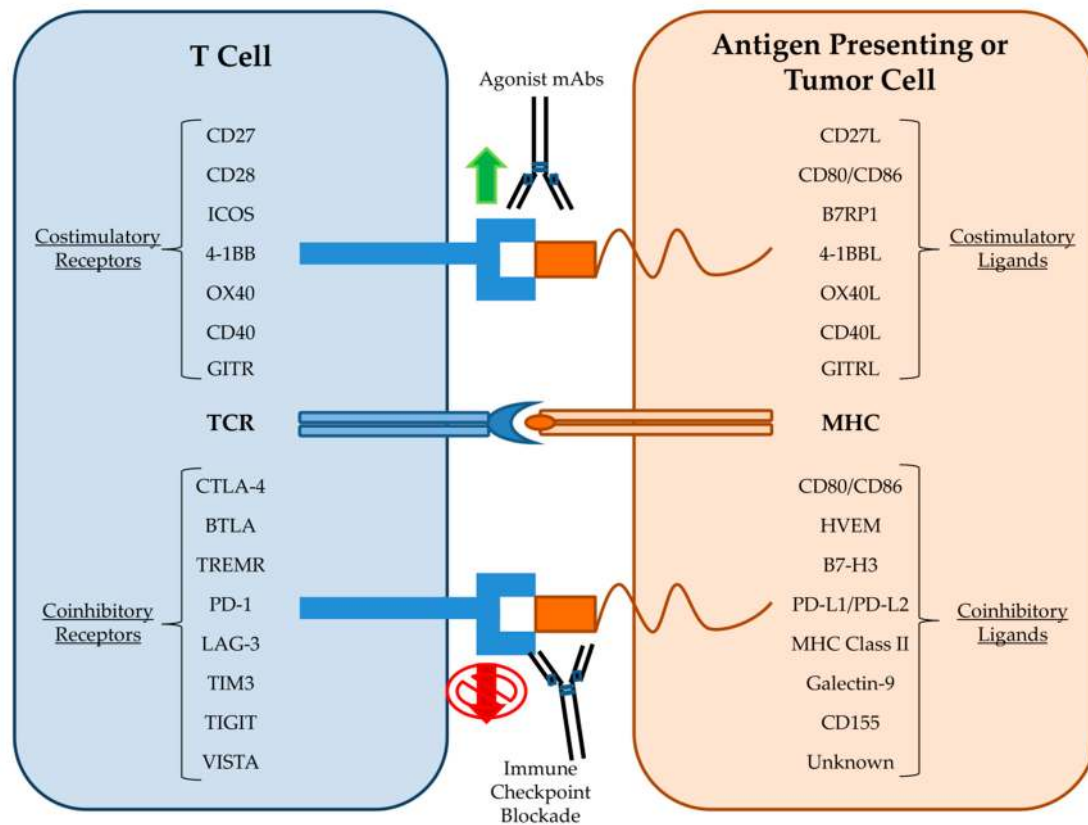 T Cell
Antigen Presenting or
Tumor Cell
Agonist mAbs
Costimulatory
Receptors
CD27
CD28
ICOS
4-1BB
OX40
CD40
GITR
CD27L
CD80/CD86
B7RP1
4-1BBL
OX40L
CD40L
GITRL
Costimulatory
Ligands
TCR
MHC
Coinhibitory
Receptors
CTLA-4
BTLA
TREMR
PD-1
LAG-3
TIM3
TIGIT
VISTA
CD80/CD86
HVEM
B7-H3
PD-L1/PD-L2
MHC Class II
Galectin-9
CD155
Unknown
Coinhibitory
Ligands
Immune
Checkpoint
Blockade